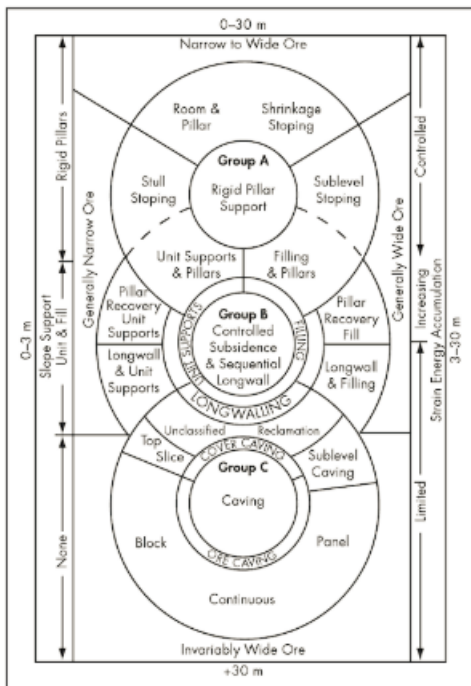 0–30 m
Narrow to Wide Ore
Room &
Pillar
Shrinkage
Stoping
Group A
Rigid Pillar
Support
Stull
Stoping
Sublevel
Stoping
Rigid Pillars
Controlled
Generally Narrow Ore
Generally Wide Ore
Unit Supports
& Pillars
Filling
& Pillars
Pillar
Recovery
Unit
Supports
Pillar
Recovery
Fill
UNIT SUPPORTS
FILLING
Group B
Controlled
Subsidence
& Sequential
Longwall
Longwall
& Unit
Supports
Longwall
& Filling
LONGWALLING
0–3 m
Slope Support
Unit & Fill
Increasing
Strain Energy Accumulation
3–30 m
Unclassified
Reclamation
Top
Slice
COVER CAVING
Sublevel
Caving
Group C
Caving
Block
Panel
ORE CAVING
Continuous
None
Limited
Invariably Wide Ore
+30 m